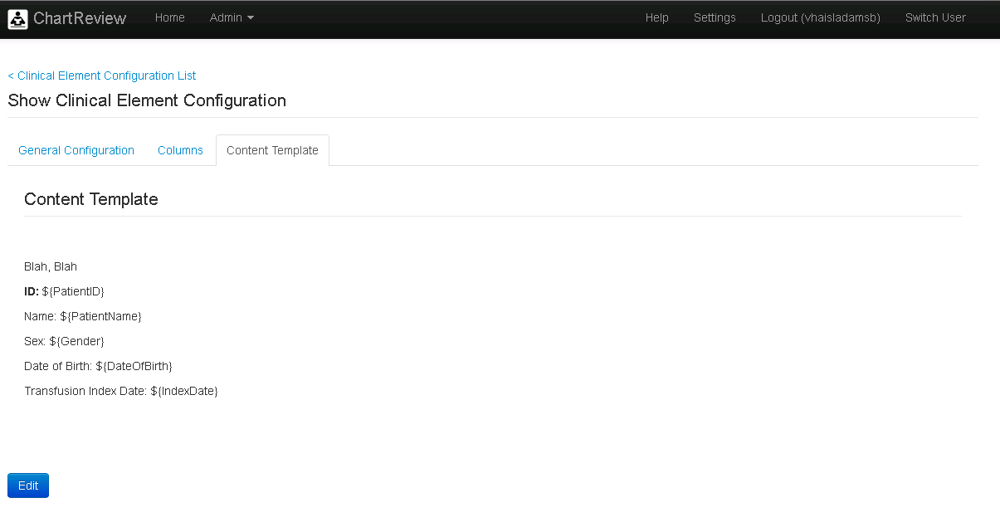 ChartReview Home Admin Help Settings Logout (vhaisladamsb) Switch User
< Clinical Element Configuration List
Show Clinical Element Configuration
General Configuration Columns Content Template
Content Template
Blah, Blah
ID: ${PatientID}
Name: ${PatientName}
Sex: ${Gender}
Date of Birth: ${DateOfBirth}
Transfusion Index Date: ${IndexDate}
Edit